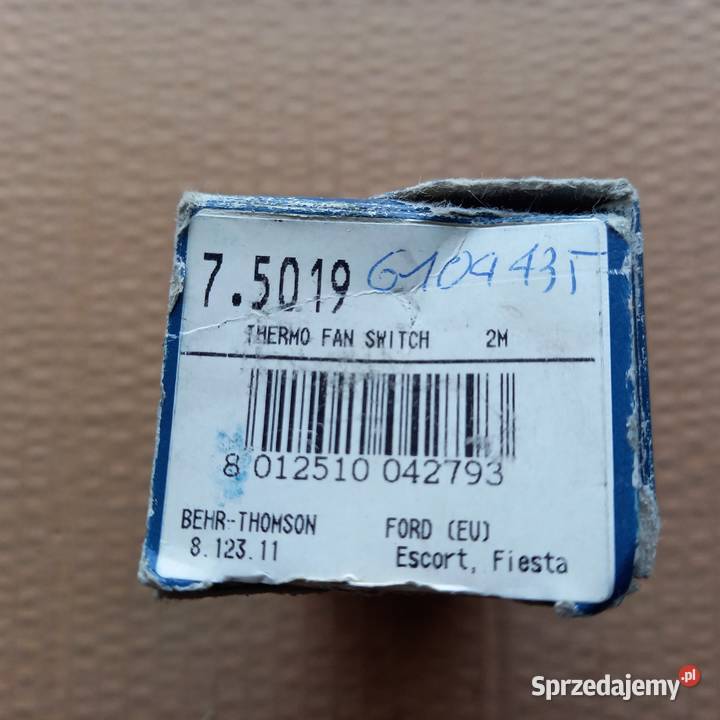 7.5019 610443T
THERMO FAN SWITCH 2M
8 012510 042793
BEHR-THOMSON FORD (EU)
8.123.11 Escort, Fiesta
Sprzedajemy.pl